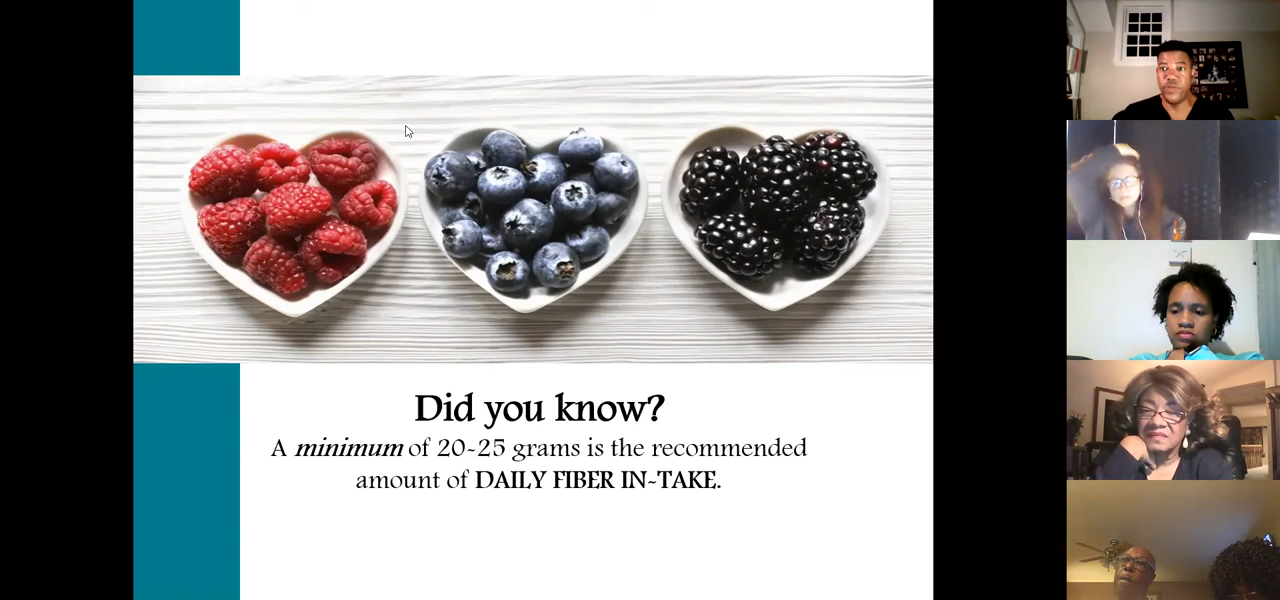 Did you know?
A minimum of 20-25 grams is the recommended
amount of DAILY FIBER IN-TAKE.